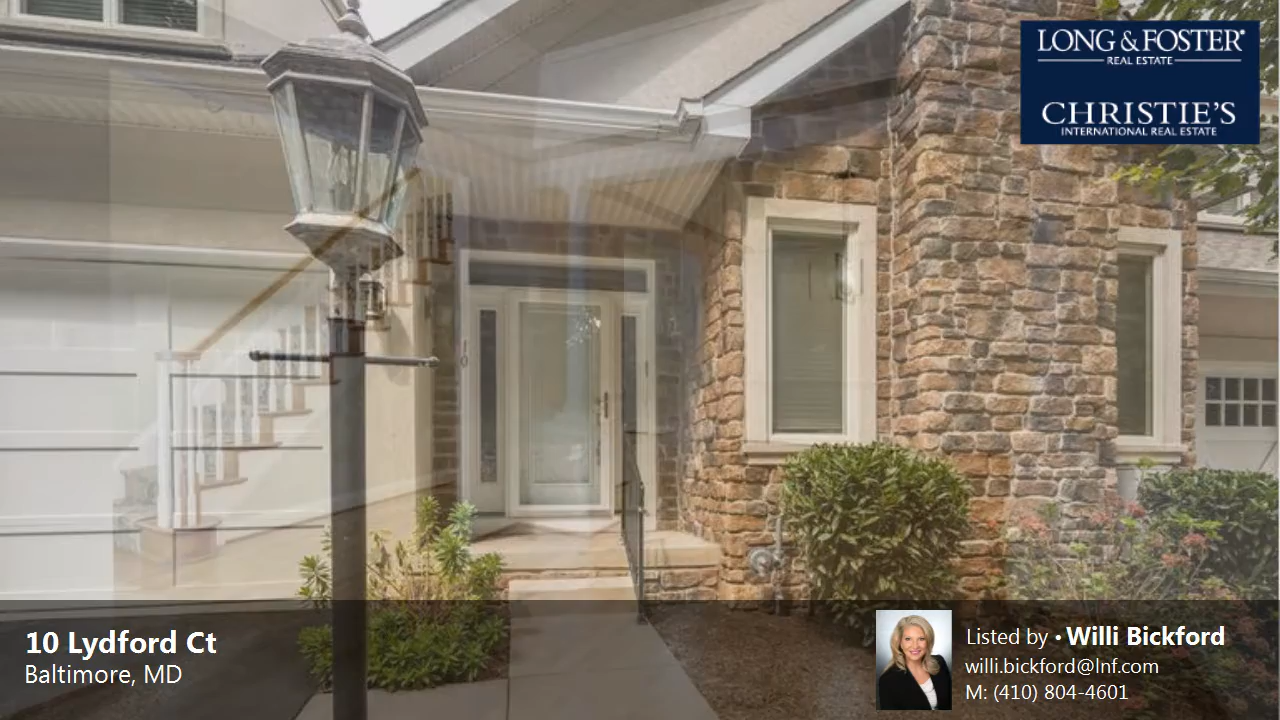 LONG & FOSTER®
REAL ESTATE
CHRISTIE'S
INTERNATIONAL REAL ESTATE
10
10 Lydford Ct
Baltimore, MD
Listed by • Willi Bickford
willi.bickford@lnf.com
M: (410) 804-4601